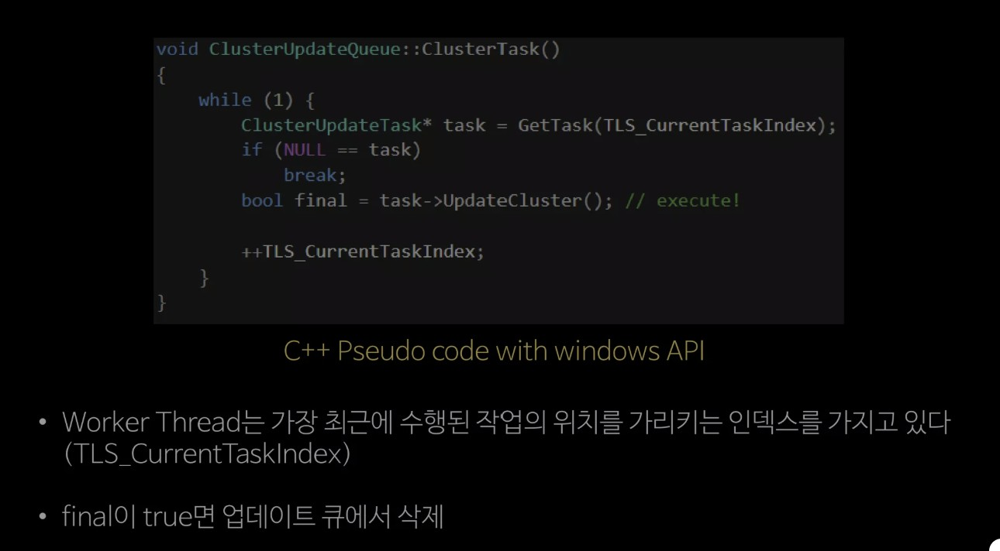 void ClusterUpdateQueue::ClusterTask()
{
    while (1) {
        ClusterUpdateTask* task = GetTask(TLS_CurrentTaskIndex);
        if (NULL == task)
            break;
        bool final = task->UpdateCluster(); // execute!
        ++TLS_CurrentTaskIndex;
    }
}
C++ Pseudo code with windows API
• Worker Thread는 가장 최근에 수행된 작업의 위치를 가리키는 인덱스를 가지고 있다
(TLS_CurrentTaskIndex)
• final이 true면 업데이트 큐에서 삭제